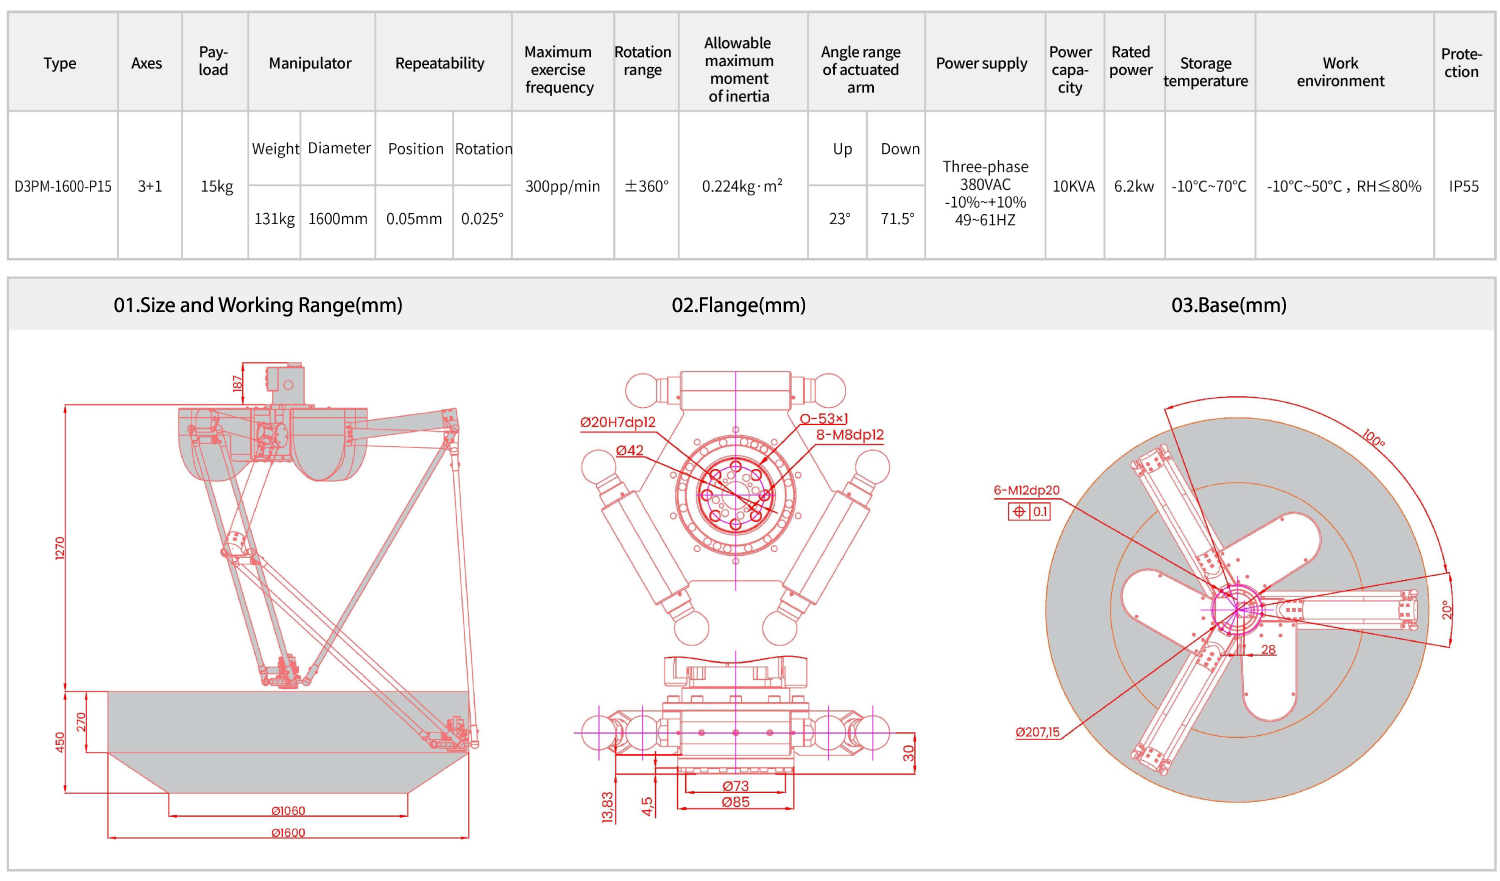 Type
Axes
Pay-
load
Manipulator
Repeatability
Maximum
exercise
frequency
Rotation
range
Allowable
maximum
moment
of inertia
Angle range
of actuated
arm
Power supply
Power
capa-
city
Rated
power
Storage
temperature
Work
environment
Prote-
ction
D3PM-1600-P15
3+1
15kg
Weight
Diameter
Position
Rotation
131kg
1600mm
0.05mm
0.025°
300pp/min
±360°
0.224kg·m²
Up
Down
23°
71.5°
Three-phase
380VAC
-10%~+10%
49~61HZ
10KVA
6.2kw
-10℃~70℃
-10℃~50℃ , RH≤80%
IP55
01.Size and Working Range(mm)
02.Flange(mm)
03.Base(mm)
187
1270
450
270
Ø1060
Ø1600
Ø20H7dp12
Ø42
O-53×1
8-M8dp12
13,83
4,5
Ø73
Ø85
30
100°
6-M12dp20
0.1
20°
28
Ø207,15